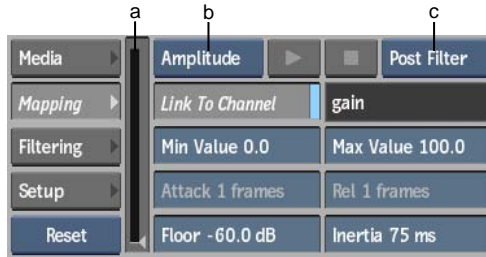 a b c
Media Amplitude Post Filter
Mapping Link To Channel gain
Filtering Min Value 0.0 Max Value 100.0
Setup Attack 1 frames Rel 1 frames
Reset Floor -60.0 dB Inertia 75 ms